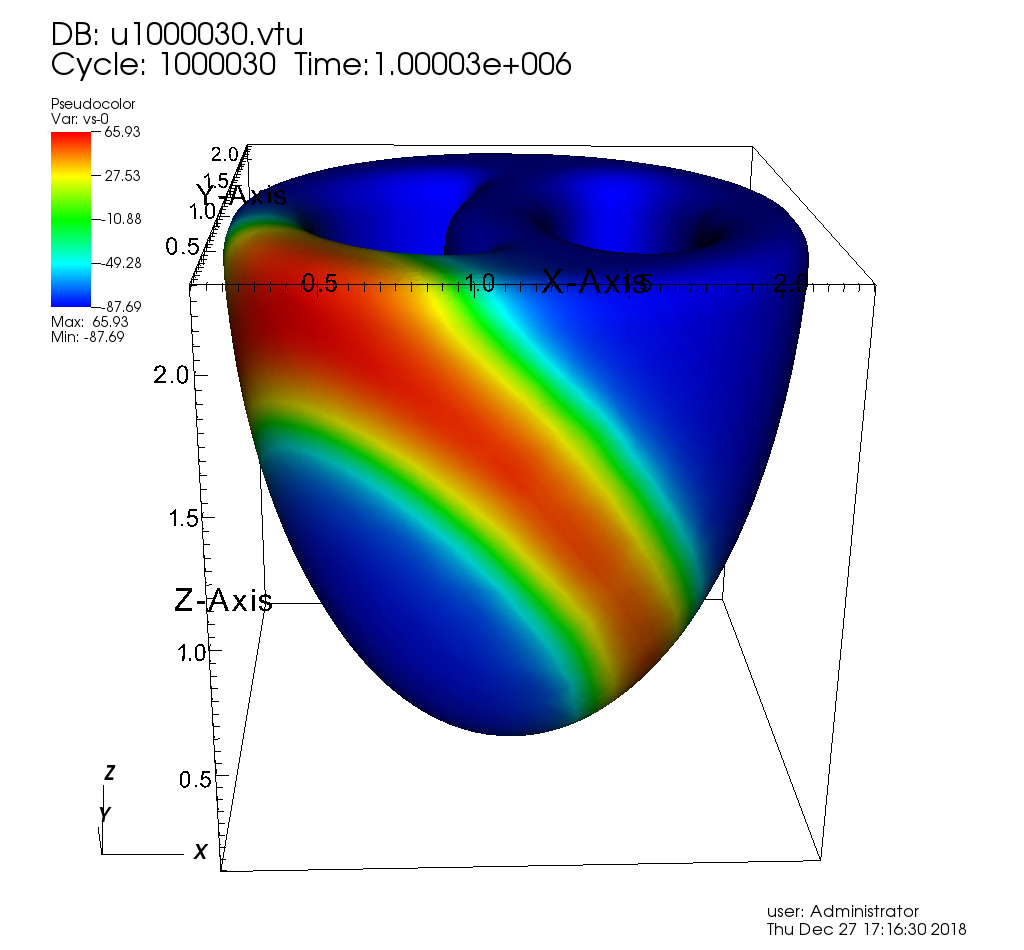 DB: u1000030.vtu
Cycle: 1000030 Time:1.00003e+006
Pseudocolor
Var: vs-0
65.93
27.53
-10.88
-49.28
-87.69
Max: 65.93
Min: -87.69
2.0
1.5
Y-Axis
1.0
0.5
0.5 1.0 X-Axis 2.0
2.0
1.5
Z-Axis
1.0
0.5
Z
Y
X
user: Administrator
Thu Dec 27 17:16:30 2018